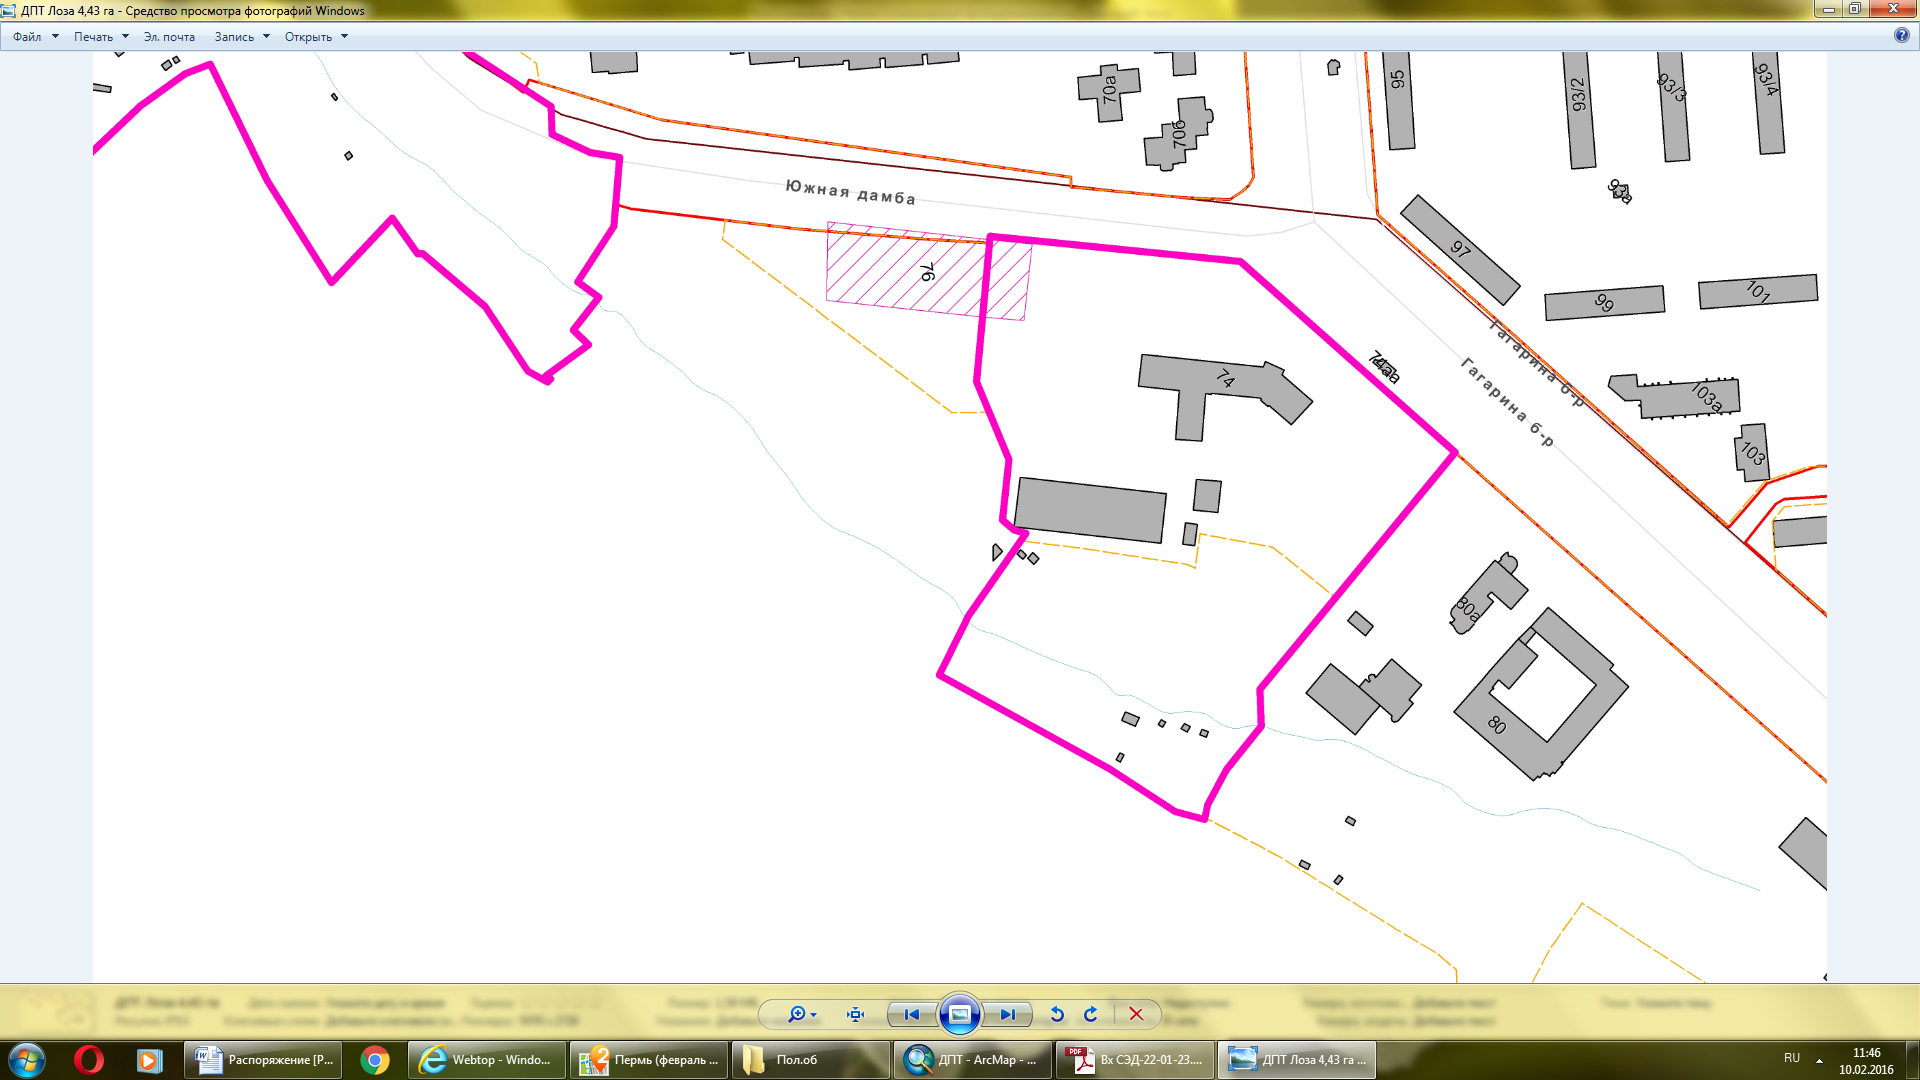 ДПТ Лоза 4,43 га - Средство просмотра фотографий Windows
Файл Печать Эл. почта Запись Открыть
95
93/2
93/3
93/4
70а
70б
93а
Южная дамба
97
76
99
101
Гагарина б-р
Гагарина б-р
74
103а
103
80а
80
Распоряжение [Р...
Webtop - Windo...
Пермь (февраль ...
Пол.об
ДПТ - ArcMap - ...
Вх СЭД-22-01-23....
ДПТ Лоза 4,43 га ...
RU
11:46
10.02.2016